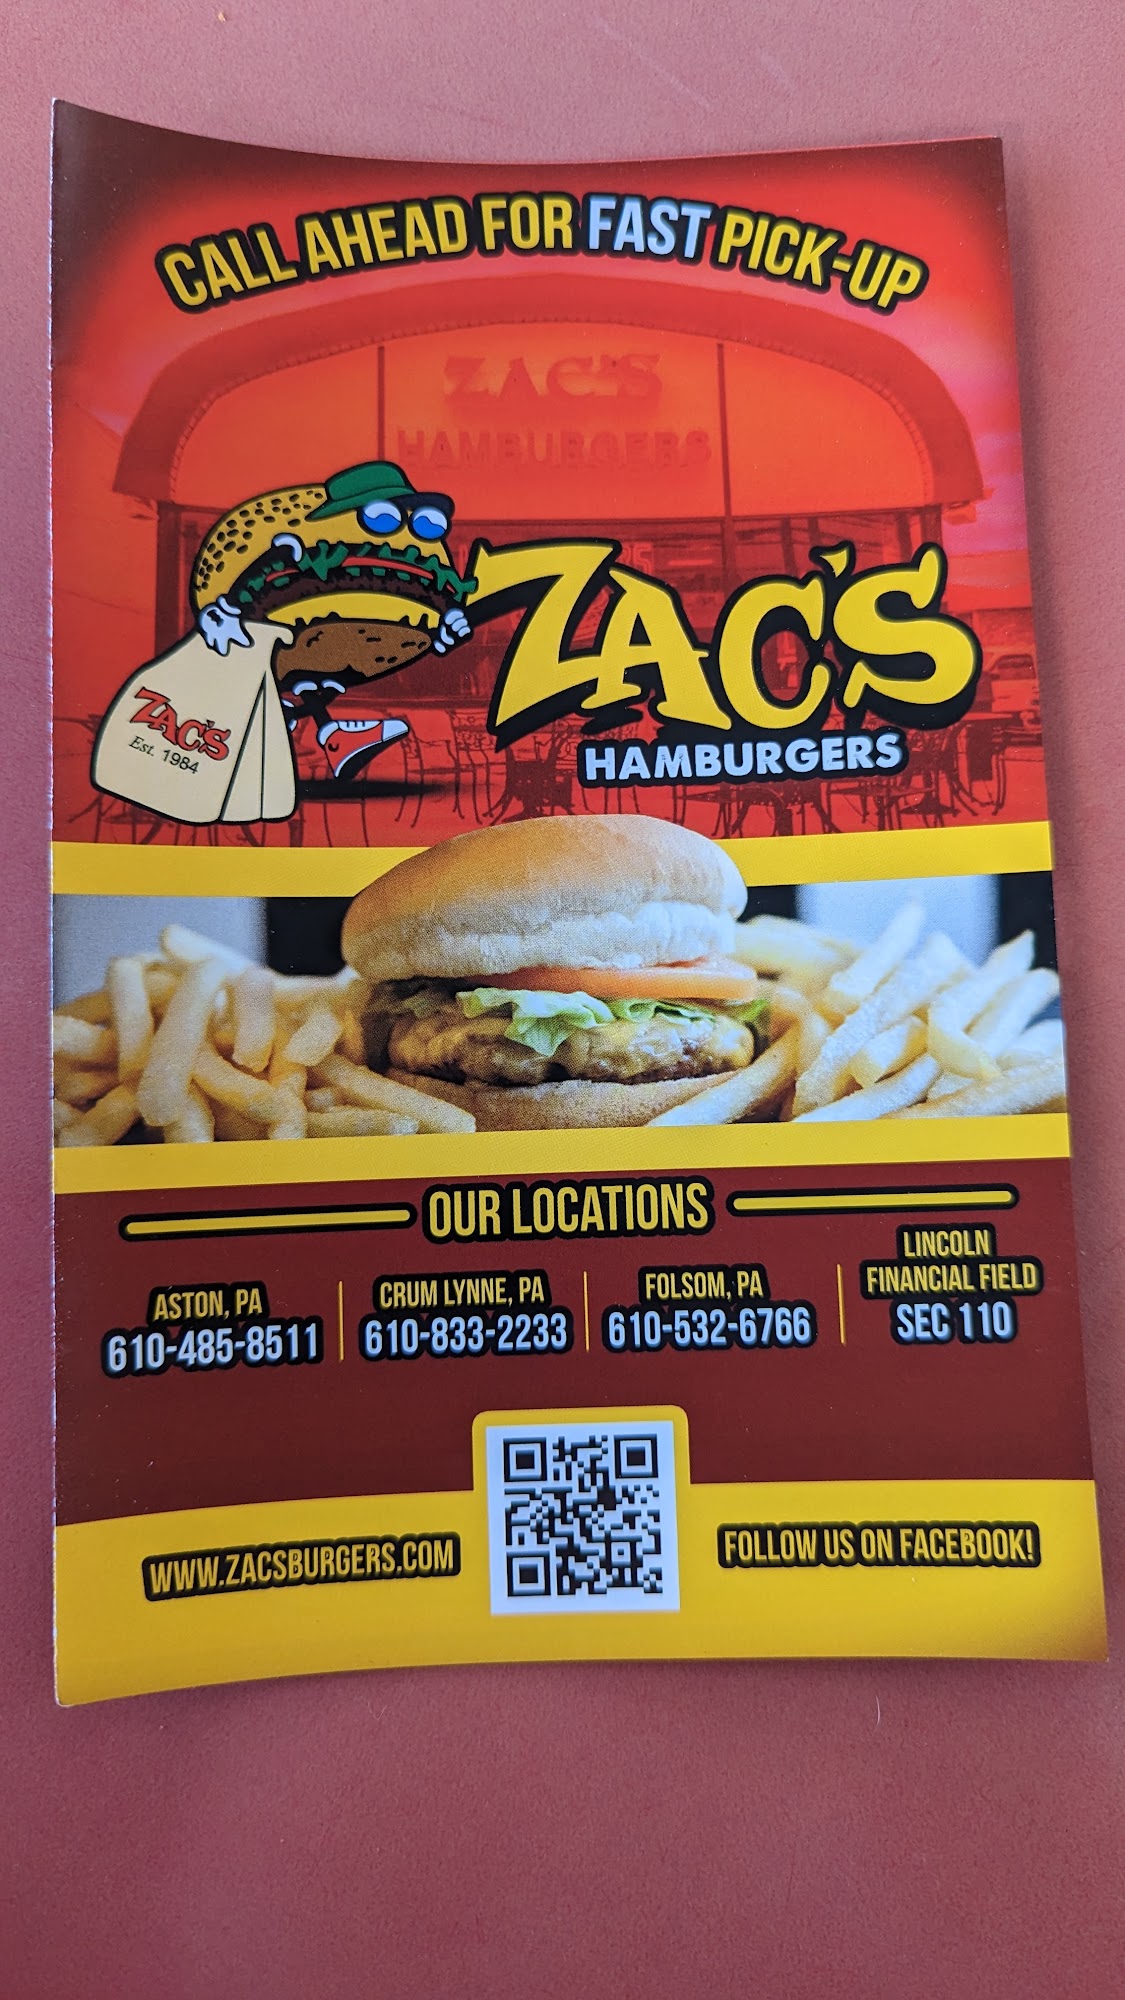 CALL AHEAD FOR FAST PICK-UP
ZAC'S
HAMBURGERS
ZAC'S
Est. 1984
ZAC'S
HAMBURGERS
OUR LOCATIONS
ASTON, PA
610-485-8511
CRUM LYNNE, PA
610-833-2233
FOLSOM, PA
610-532-6766
LINCOLN
FINANCIAL FIELD
SEC 110
WWW.ZACSBURGERS.COM
FOLLOW US ON FACEBOOK!